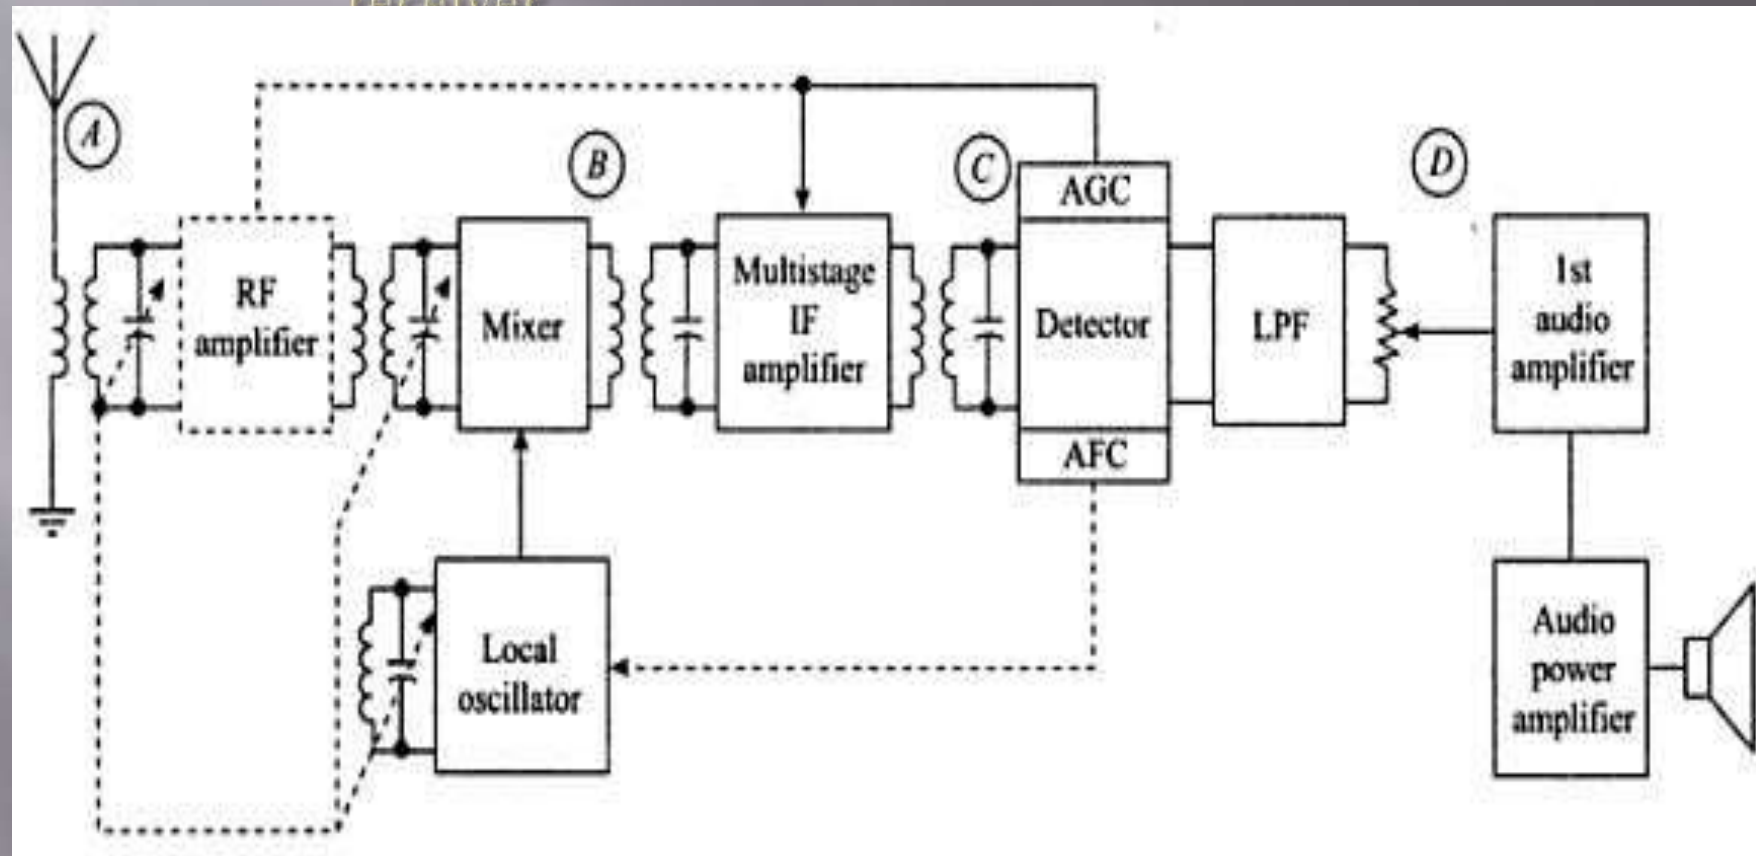 A
B
C
D
AGC
RF
amplifier
Mixer
Multistage
IF
amplifier
Detector
LPF
1st
audio
amplifier
AFC
Local
oscillator
Audio
power
amplifier